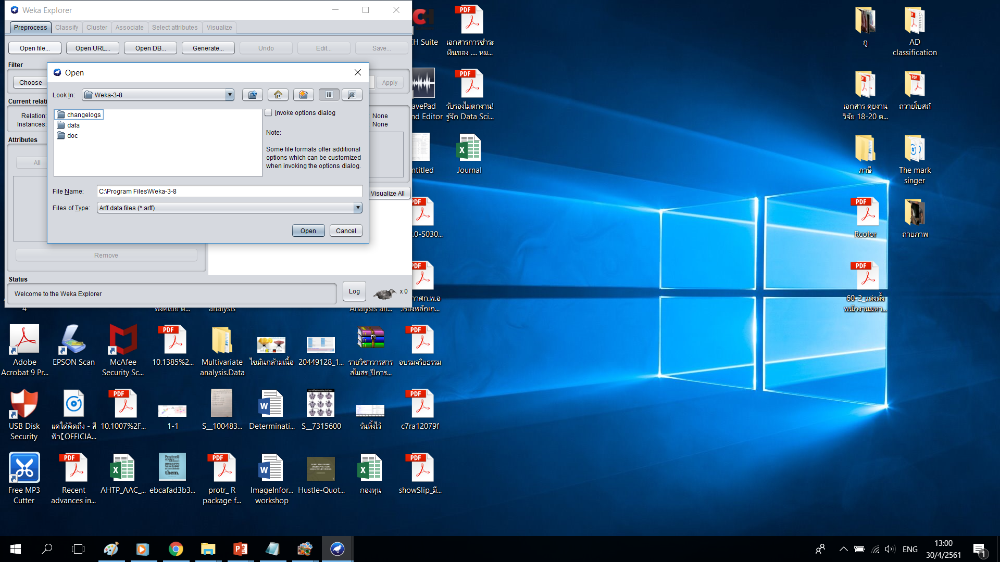 Weka Explorer
Preprocess Classify Cluster Associate Select attributes Visualize
Open file... Open URL... Open DB... Generate... Undo Edit... Save...
Filter
Choose Apply
Current relati
Relation: None
Instances: None
Attributes
All
Visualize All
Remove
Status
Welcome to the Weka Explorer
Log x 0
Open
Look In: Weka-3-8
changelogs
data
doc
Invoke options dialog
Note:
Some file formats offer additional
options which can be customized
when invoking the options dialog.
File Name: C:\Program Files\Weka-3-8
Files of Type: Arff data files (*.arff)
Open Cancel
CH Suite
เอกสารการชำระ
เงินของ .... หม...
avePad
nd Editor
รับรองไม่ตกงาน!
รู้จัก Data Sci...
ntitled
Journal
.0-S030...
กู
AD
classification
เอกสาร คุยงาน
วิจัย 18-20 ต...
ถวายโบสถ์
ภาษี
The mark
singer
Rcolor
ถ่ายภาพ
60-2_แต่งตั้ง
พนักงานมหา...
4
analysis
Analysis an...
.เรื่องหลักเก...
Adobe
Acrobat 9 Pr...
EPSON Scan
McAfee
Security Sc...
10.1385%2...
Multivariate
analysis.Data
ไขมันกล้ามเนื้อ
20449128_1...
รายวิชาวารสาร
สโมสร_ปีการ...
อบรมจริยธรรม
USB Disk
Security
แค่ได้คิดถึง - สี
ฟ้า【OFFICIA...
10.1007%2F...
1-1
S__100483...
Determinati...
S__7315600
รันทิ้งไว้
c7ra12079f
Free MP3
Cutter
Recent
advances in...
AHTP_AAC_...
ebcafad3b3...
protr_ R
package f...
ImageInfor...
workshop
Hustle-Quot...
กองทุน
showSlip_มี...
ENG
13:00
30/4/2561
1